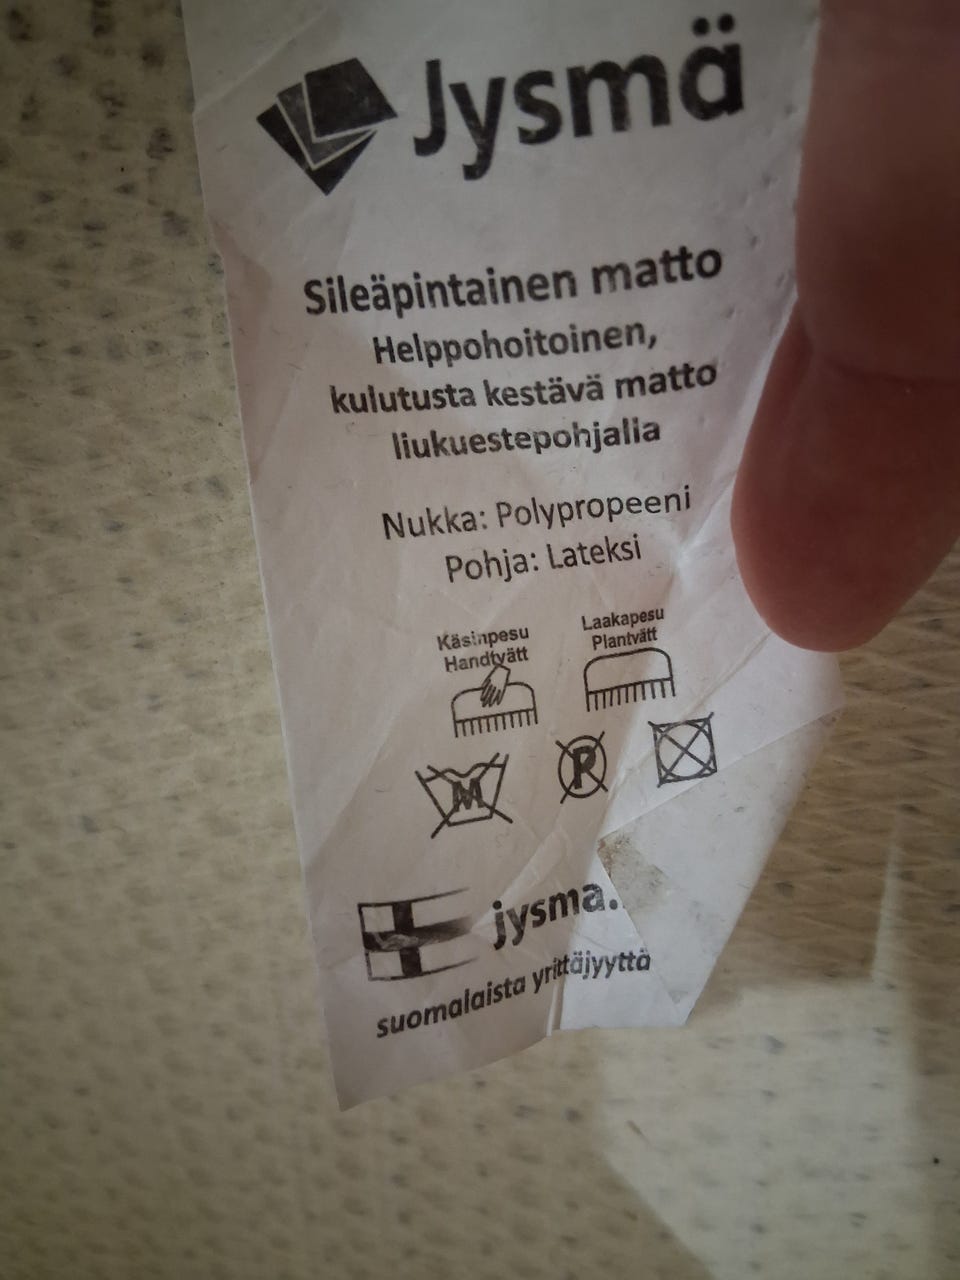 Jysmä
Sileäpintainen matto
Helppohoitoinen,
kulutusta kestävä matto
liukuestepohjalla
Nukka: Polypropeeni
Pohja: Lateksi
Käsinpesu
Handtvätt
Laakapesu
Plantvätt
M P
jysma.
suomalaista yrittäjyyttä